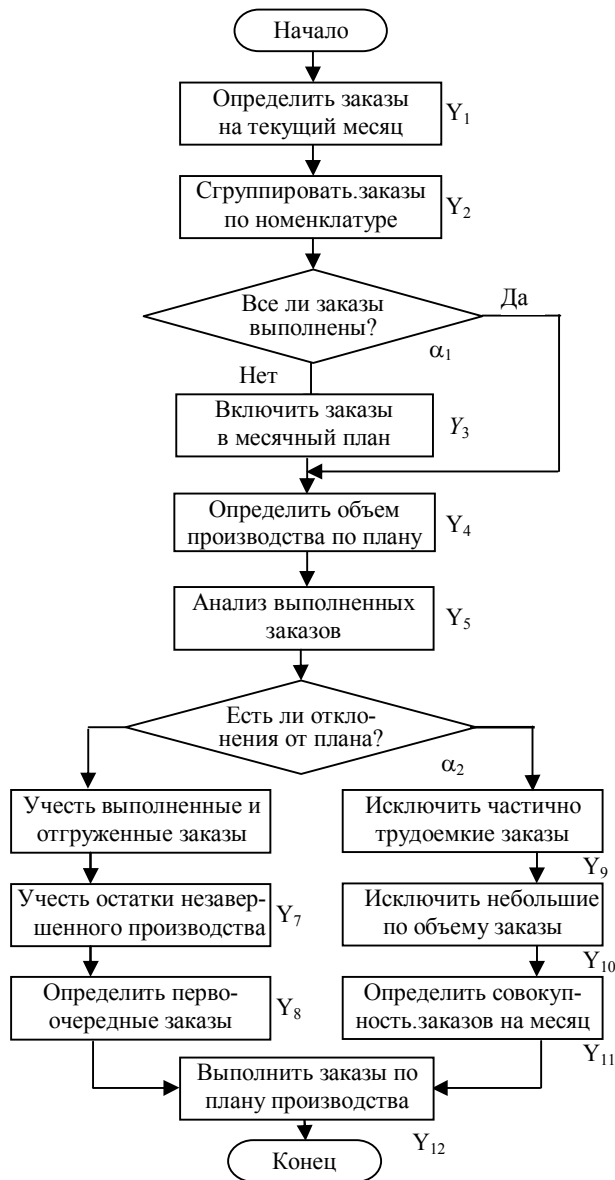 Начало
Определить заказы
на текущий месяц
Y1
Сгруппировать.заказы
по номенклатуре
Y2
Все ли заказы
выполнены?
Да
α1
Нет
Включить заказы
в месячный план
Y3
Определить объем
производства по плану
Y4
Анализ выполненных
заказов
Y5
Есть ли откло-
нения от плана?
α2
Учесть выполненные и
отгруженные заказы
Исключить частично
трудоемкие заказы
Y9
Учесть остатки незавер-
шенного производства
Y7
Исключить небольшие
по объему заказы
Y10
Определить перво-
очередные заказы
Y8
Определить совокуп-
ность.заказов на месяц
Y11
Выполнить заказы по
плану производства
Y12
Конец